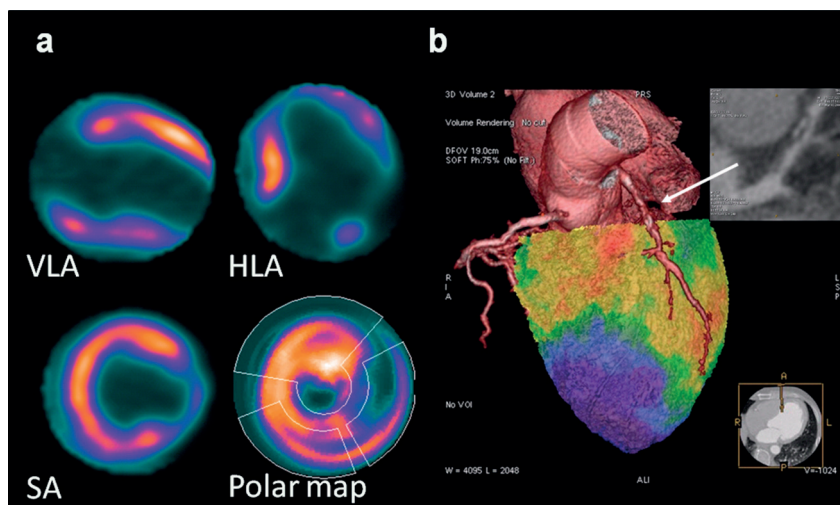 a
VLA
HLA
SA
Polar map
b
3D Volume 2
PRS
Volume Rendering No cut
DFOV 19.0cm
SOFT Ph:75% (No Filt.)
R
I
A
L
S
P
No VOI
A
R
L
P
W = 4095 L = 2048
ALI
V=-1024